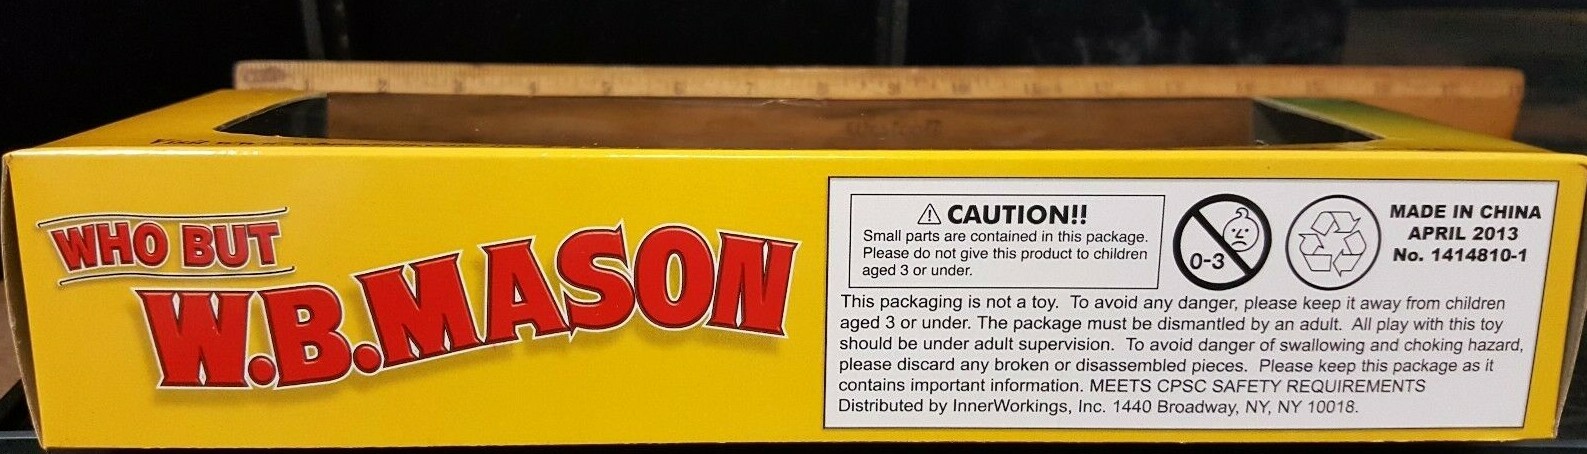 WHO BUT
W.B.MASON
CAUTION!!
Small parts are contained in this package.
Please do not give this product to children
aged 3 or under.
0-3
MADE IN CHINA
APRIL 2013
No. 1414810-1
This packaging is not a toy. To avoid any danger, please keep it away from children
aged 3 or under. The package must be dismantled by an adult. All play with this toy
should be under adult supervision. To avoid danger of swallowing and choking hazard,
please discard any broken or disassembled pieces. Please keep this package as it
contains important information. MEETS CPSC SAFETY REQUIREMENTS
Distributed by InnerWorkings, Inc. 1440 Broadway, NY, NY 10018.